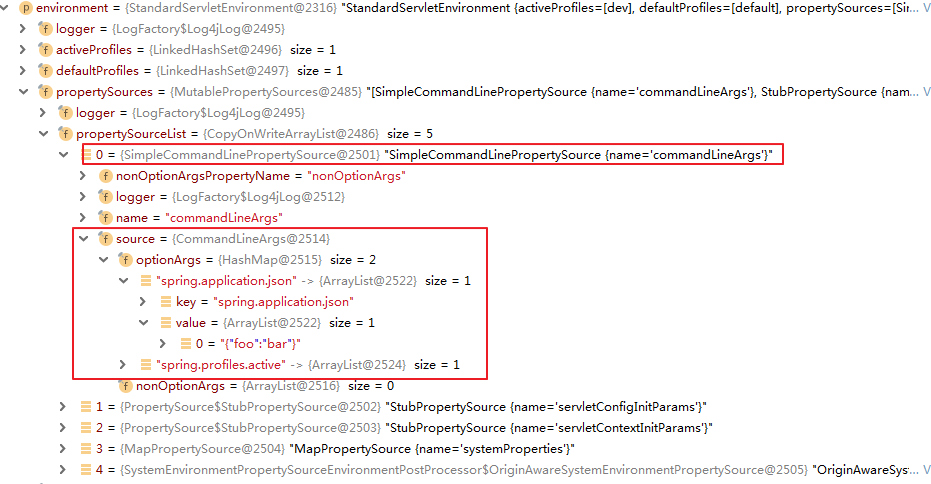 environment = {StandardServletEnvironment@2316} "StandardServletEnvironment {activeProfiles=[dev], defaultProfiles=[default], propertySources=[Sin... V
logger = {LogFactory$Log4jLog@2495}
activeProfiles = {LinkedHashSet@2496} size = 1
defaultProfiles = {LinkedHashSet@2497} size = 1
propertySources = {MutablePropertySources@2485} "[SimpleCommandLinePropertySource {name='commandLineArgs'}, StubPropertySource {nam... V
logger = {LogFactory$Log4jLog@2495}
propertySourceList = {CopyOnWriteArrayList@2486} size = 5
0 = {SimpleCommandLinePropertySource@2501} "SimpleCommandLinePropertySource {name='commandLineArgs'}"
nonOptionArgsPropertyName = "nonOptionArgs"
logger = {LogFactory$Log4jLog@2512}
name = "commandLineArgs"
source = {CommandLineArgs@2514}
optionArgs = {HashMap@2515} size = 2
"spring.application.json" -> {ArrayList@2522} size = 1
key = "spring.application.json"
value = {ArrayList@2522} size = 1
0 = "{"foo":"bar"}"
"spring.profiles.active" -> {ArrayList@2524} size = 1
nonOptionArgs = {ArrayList@2516} size = 0
1 = {PropertySource$StubPropertySource@2502} "StubPropertySource {name='servletConfigInitParams'}"
2 = {PropertySource$StubPropertySource@2503} "StubPropertySource {name='servletContextInitParams'}"
3 = {MapPropertySource@2504} "MapPropertySource {name='systemProperties'}"
4 = {SystemEnvironmentPropertySourceEnvironmentPostProcessor$OriginAwareSystemEnvironmentPropertySource@2505} "OriginAwareSys... V